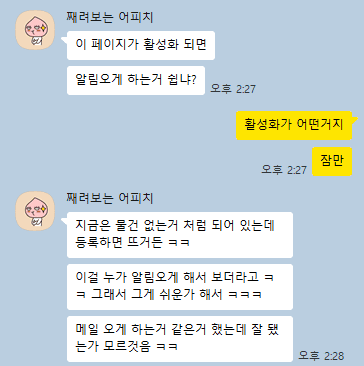 째려보는 어피치
이 페이지가 활성화 되면
알림오게 하는거 쉽냐?
오후 2:27
활성화가 어떤거지
오후 2:27
잠만
째려보는 어피치
지금은 물건 없는거 처럼 되어 있는데
등록하면 뜨거든 ㅋㅋ
이걸 누가 알림오게 해서 보더라고 ㅋ
ㅋ 그래서 그게 쉬운가 해서 ㅋㅋㅋ
메일 오게 하는거 같은거 했는데 잘 됐
는가 모르것음 ㅋㅋ
오후 2:28